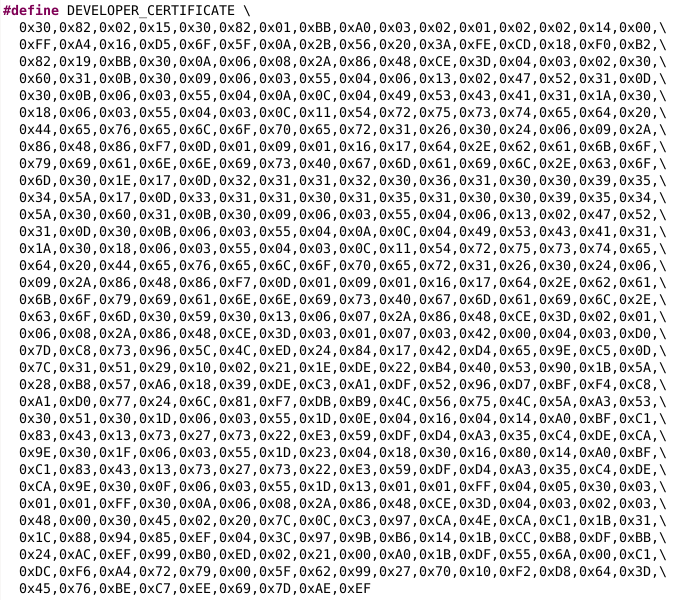 #define DEVELOPER_CERTIFICATE \
0x30,0x82,0x02,0x15,0x30,0x82,0x01,0xBB,0xA0,0x03,0x02,0x01,0x02,0x02,0x14,0x00,\
0xFF,0xA4,0x16,0xD5,0x6F,0x5F,0x0A,0x2B,0x56,0x20,0x3A,0xFE,0xCD,0x18,0xF0,0xB2,\
0x82,0x19,0xBB,0x30,0x0A,0x06,0x08,0x2A,0x86,0x48,0xCE,0x3D,0x04,0x03,0x02,0x30,\
0x60,0x31,0x0B,0x30,0x09,0x06,0x03,0x55,0x04,0x06,0x13,0x02,0x47,0x52,0x31,0x0D,\
0x30,0x0B,0x06,0x03,0x55,0x04,0x0A,0x0C,0x04,0x49,0x53,0x43,0x41,0x31,0x1A,0x30,\
0x18,0x06,0x03,0x55,0x04,0x03,0x0C,0x11,0x54,0x72,0x75,0x73,0x74,0x65,0x64,0x20,\
0x44,0x65,0x76,0x65,0x6C,0x6F,0x70,0x65,0x72,0x31,0x26,0x30,0x24,0x06,0x09,0x2A,\
0x86,0x48,0x86,0xF7,0x0D,0x01,0x09,0x01,0x16,0x17,0x64,0x2E,0x62,0x61,0x6B,0x6F,\
0x79,0x69,0x61,0x6E,0x6E,0x69,0x73,0x40,0x67,0x6D,0x61,0x69,0x6C,0x2E,0x63,0x6F,\
0x6D,0x30,0x1E,0x17,0x0D,0x32,0x31,0x31,0x32,0x30,0x36,0x31,0x30,0x30,0x39,0x35,\
0x34,0x5A,0x17,0x0D,0x33,0x31,0x31,0x30,0x31,0x35,0x31,0x30,0x30,0x39,0x35,0x34,\
0x5A,0x30,0x60,0x31,0x0B,0x30,0x09,0x06,0x03,0x55,0x04,0x06,0x13,0x02,0x47,0x52,\
0x31,0x0D,0x30,0x0B,0x06,0x03,0x55,0x04,0x0A,0x0C,0x04,0x49,0x53,0x43,0x41,0x31,\
0x1A,0x30,0x18,0x06,0x03,0x55,0x04,0x03,0x0C,0x11,0x54,0x72,0x75,0x73,0x74,0x65,\
0x64,0x20,0x44,0x65,0x76,0x65,0x6C,0x6F,0x70,0x65,0x72,0x31,0x26,0x30,0x24,0x06,\
0x09,0x2A,0x86,0x48,0x86,0xF7,0x0D,0x01,0x09,0x01,0x16,0x17,0x64,0x2E,0x62,0x61,\
0x6B,0x6F,0x79,0x69,0x61,0x6E,0x6E,0x69,0x73,0x40,0x67,0x6D,0x61,0x69,0x6C,0x2E,\
0x63,0x6F,0x6D,0x30,0x59,0x30,0x13,0x06,0x07,0x2A,0x86,0x48,0xCE,0x3D,0x02,0x01,\
0x06,0x08,0x2A,0x86,0x48,0xCE,0x3D,0x03,0x01,0x07,0x03,0x42,0x00,0x04,0x03,0xD0,\
0x7D,0xC8,0x73,0x96,0x5C,0x4C,0xED,0x24,0x84,0x17,0x42,0xD4,0x65,0x9E,0xC5,0x0D,\
0x7C,0x31,0x51,0x29,0x10,0x02,0x21,0x1E,0xDE,0x22,0xB4,0x40,0x53,0x90,0x1B,0x5A,\
0x28,0xB8,0x57,0xA6,0x18,0x39,0xDE,0xC3,0xA1,0xDF,0x52,0x96,0xD7,0xBF,0xF4,0xC8,\
0xA1,0xD0,0x77,0x24,0x6C,0x81,0xF7,0xDB,0xB9,0x4C,0x56,0x75,0x4C,0x5A,0xA3,0x53,\
0x30,0x51,0x30,0x1D,0x06,0x03,0x55,0x1D,0x0E,0x04,0x16,0x04,0x14,0xA0,0xBF,0xC1,\
0x83,0x43,0x13,0x73,0x27,0x73,0x22,0xE3,0x59,0xDF,0xD4,0xA3,0x35,0xC4,0xDE,0xCA,\
0x9E,0x30,0x1F,0x06,0x03,0x55,0x1D,0x23,0x04,0x18,0x30,0x16,0x80,0x14,0xA0,0xBF,\
0xC1,0x83,0x43,0x13,0x73,0x27,0x73,0x22,0xE3,0x59,0xDF,0xD4,0xA3,0x35,0xC4,0xDE,\
0xCA,0x9E,0x30,0x0F,0x06,0x03,0x55,0x1D,0x13,0x01,0x01,0xFF,0x04,0x05,0x30,0x03,\
0x01,0x01,0xFF,0x30,0x0A,0x06,0x08,0x2A,0x86,0x48,0xCE,0x3D,0x04,0x03,0x02,0x03,\
0x48,0x00,0x30,0x45,0x02,0x20,0x7C,0x0C,0xC3,0x97,0xCA,0x4E,0xCA,0xC1,0x1B,0x31,\
0x1C,0x88,0x94,0x85,0xEF,0x04,0x3C,0x97,0x9B,0xB6,0x14,0x1B,0xCC,0xB8,0xDF,0xBB,\
0x24,0xAC,0xEF,0x99,0xB0,0xED,0x02,0x21,0x00,0xA0,0x1B,0xDF,0x55,0x6A,0x00,0xC1,\
0xDC,0xF6,0xA4,0x72,0x79,0x00,0x5F,0x62,0x99,0x27,0x70,0x10,0xF2,0xD8,0x64,0x3D,\
0x45,0x76,0xBE,0xC7,0xEE,0x69,0x7D,0xAE,0xEF